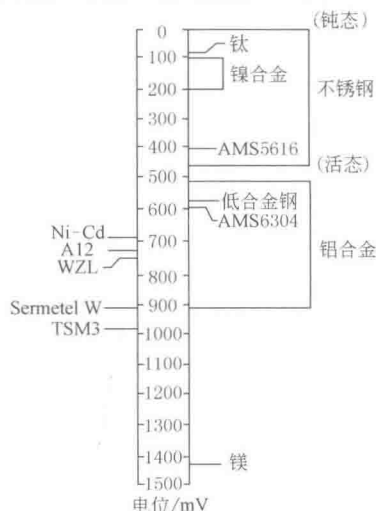 (钝态)
0
钛
100
镍合金
200
不锈钢
300
400
AMS5616
(活态)
500
低合金钢
600
AMS6304
Ni-Cd
700
A12
铝合金
WZL
800
900
Sermetel W
TSM3
1000
1100
1200
1300
1400
镁
1500
电位/mV